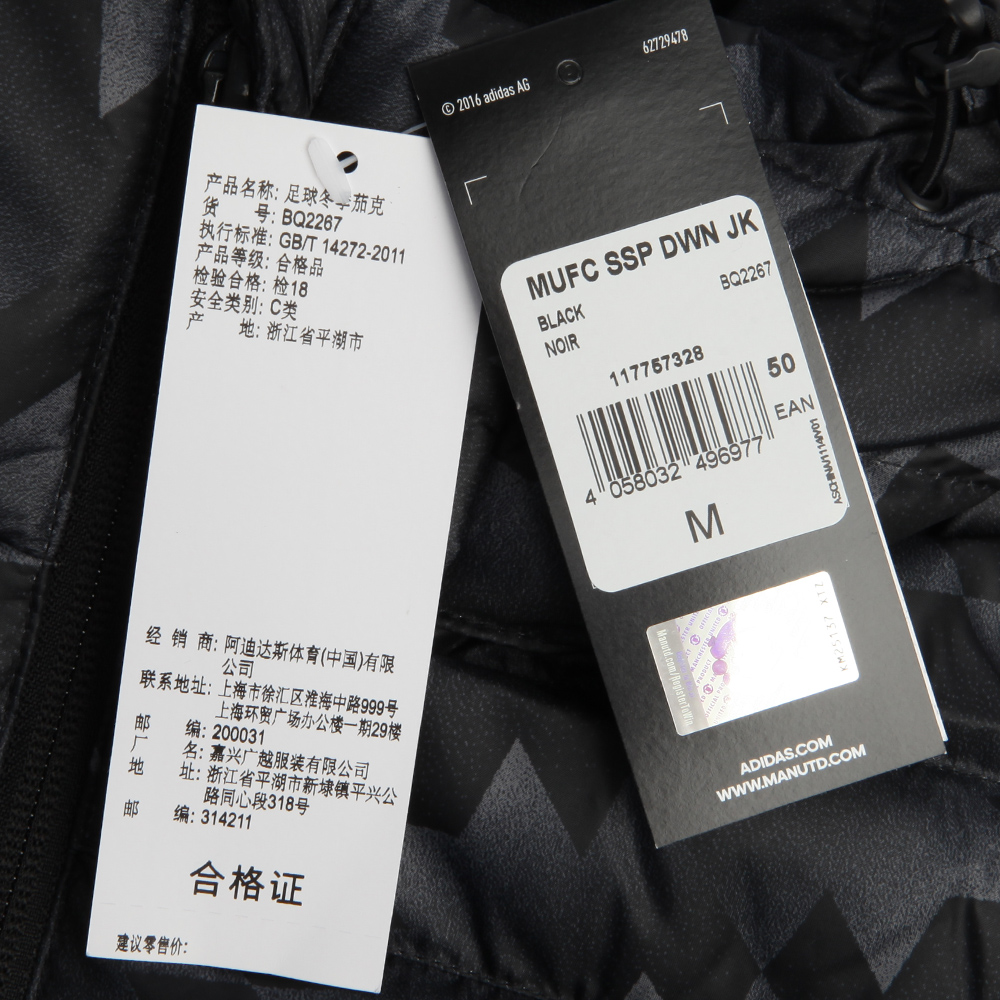 产品名称: 足球冬季茄克
货 号: BQ2267
执行标准: GB/T 14272-2011
产品等级: 合格品
检验合格: 检18
安全类别: C类
产 地: 浙江省平湖市
经 销 商: 阿迪达斯体育(中国)有限
公司
联系地址: 上海市徐汇区淮海中路999号
上海环贸广场办公楼一期29楼
邮 编: 200031
厂 名: 嘉兴广越服装有限公司
地 址: 浙江省平湖市新埭镇平兴公
路同心段318号
邮 编: 314211
合格证
建议零售价:
© 2016 adidas AG
62729478
MUFC SSP DWN JK
BQ2267
BLACK
NOIR
117757328
50
EAN
4 058032 496977
M
ADIDAS.COM
WWW.MANUTD.COM